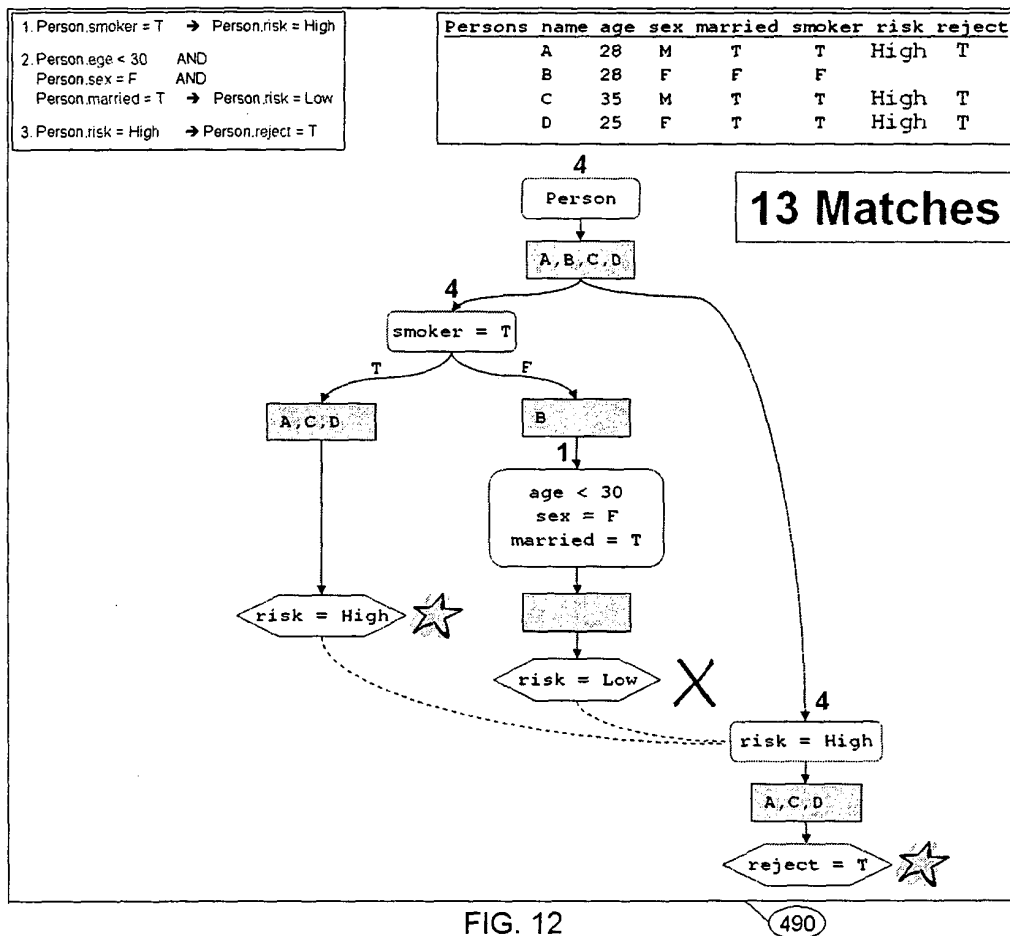 1. Person.smoker = T → Person.risk = High
2. Person.ege < 30 AND
Person.sex = F AND
Person.married = T → Person.risk = Low
3. Person.risk = High → Person.reject = T
Persons name age sex married smoker risk reject
A 28 M T T High T
B 28 F F F
C 35 M T T High T
D 25 F T T High T
13 Matches
4
Person
A,B,C,D
4
smoker = T
T F
A,C,D
B
1
age < 30
sex = F
married = T
risk = High
risk = Low
X
4
risk = High
A,C,D
reject = T
FIG. 12
490